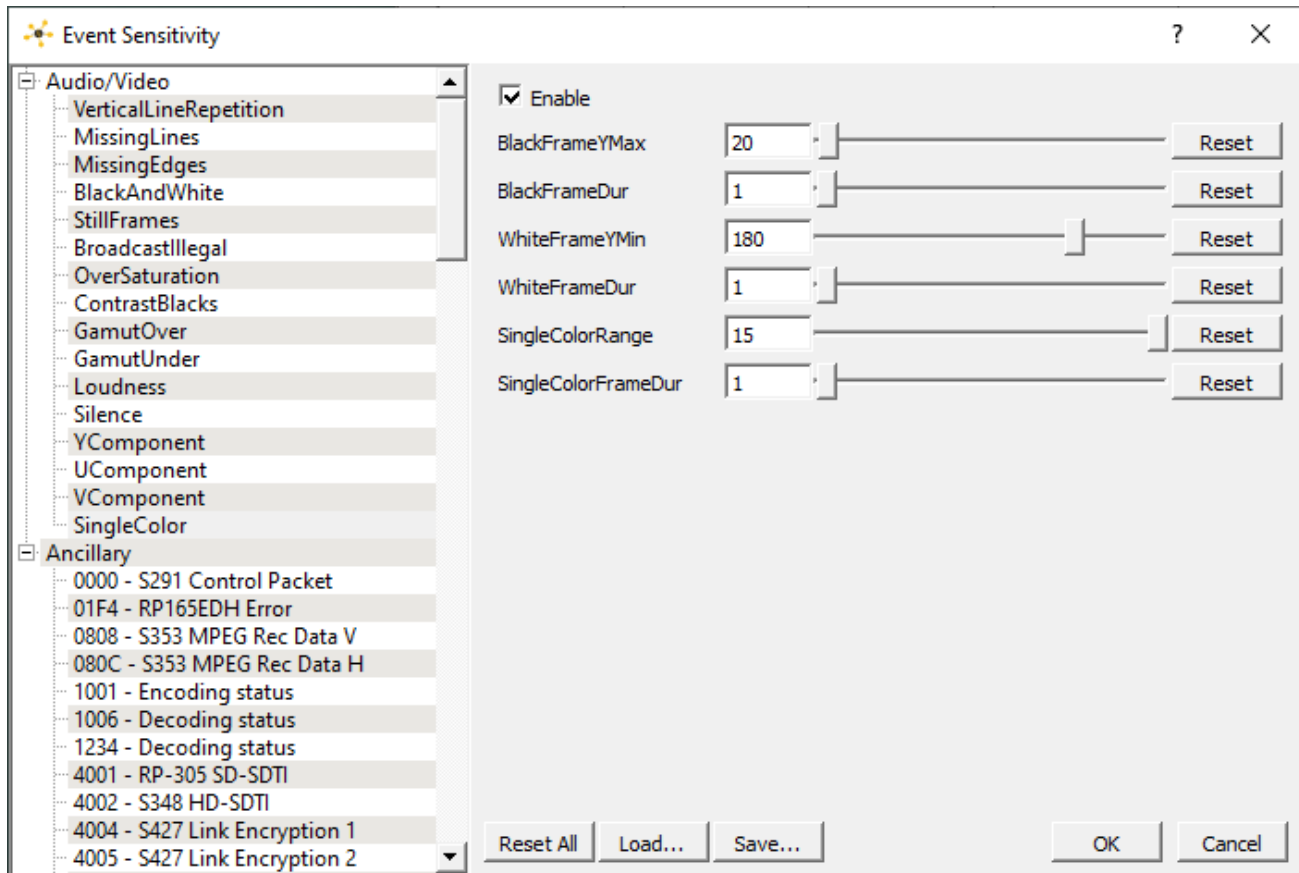 Event Sensitivity ?
Audio/Video
VerticalLineRepetition
MissingLines
MissingEdges
BlackAndWhite
StillFrames
BroadcastIllegal
OverSaturation
ContrastBlacks
GamutOver
GamutUnder
Loudness
Silence
YComponent
UComponent
VComponent
SingleColor
Ancillary
0000 - S291 Control Packet
01F4 - RP165EDH Error
0808 - S353 MPEG Rec Data V
080C - S353 MPEG Rec Data H
1001 - Encoding status
1006 - Decoding status
1234 - Decoding status
4001 - RP-305 SD-SDTI
4002 - S348 HD-SDTI
4004 - S427 Link Encryption 1
4005 - S427 Link Encryption 2
Enable
BlackFrameYMax 20 Reset
BlackFrameDur 1 Reset
WhiteFrameYMin 180 Reset
WhiteFrameDur 1 Reset
SingleColorRange 15 Reset
SingleColorFrameDur 1 Reset
Reset All Load... Save... OK Cancel